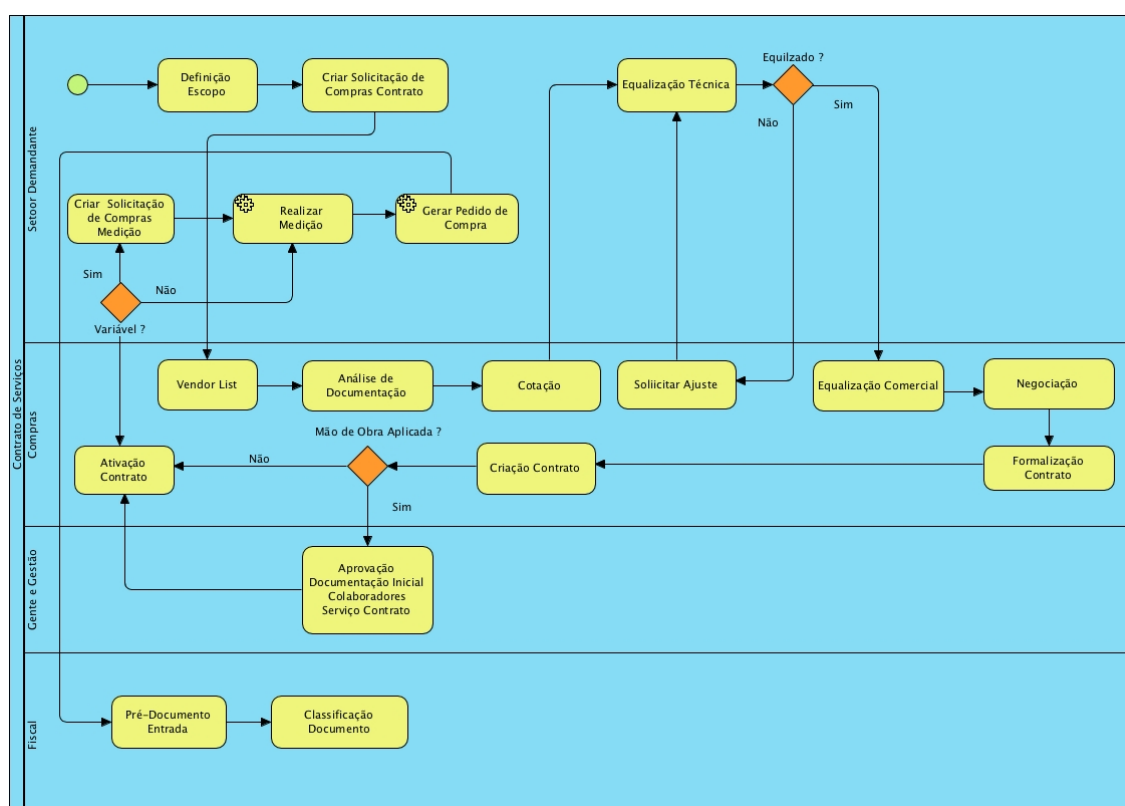 Contrato de Serviços
Setoor Demandante
Definição
Escopo
Criar Solicitação de
Compras Contrato
Equalização Técnica
Equilzado ?
Sim
Não
Criar  Solicitação
de Compras
Medição
Realizar
Medição
Gerar Pedido de
Compra
Sim
Não
Variável ?
Compras
Vendor List
Análise de
Documentação
Cotação
Soliicitar Ajuste
Equalização Comercial
Negociação
Mão de Obra Aplicada ?
Ativação
Contrato
Não
Sim
Criação Contrato
Formalização
Contrato
Gente e Gestão
Aprovação
Documentação Inicial
Colaboradores
Serviço Contrato
Fiscal
Pré-Documento
Entrada
Classificação
Documento